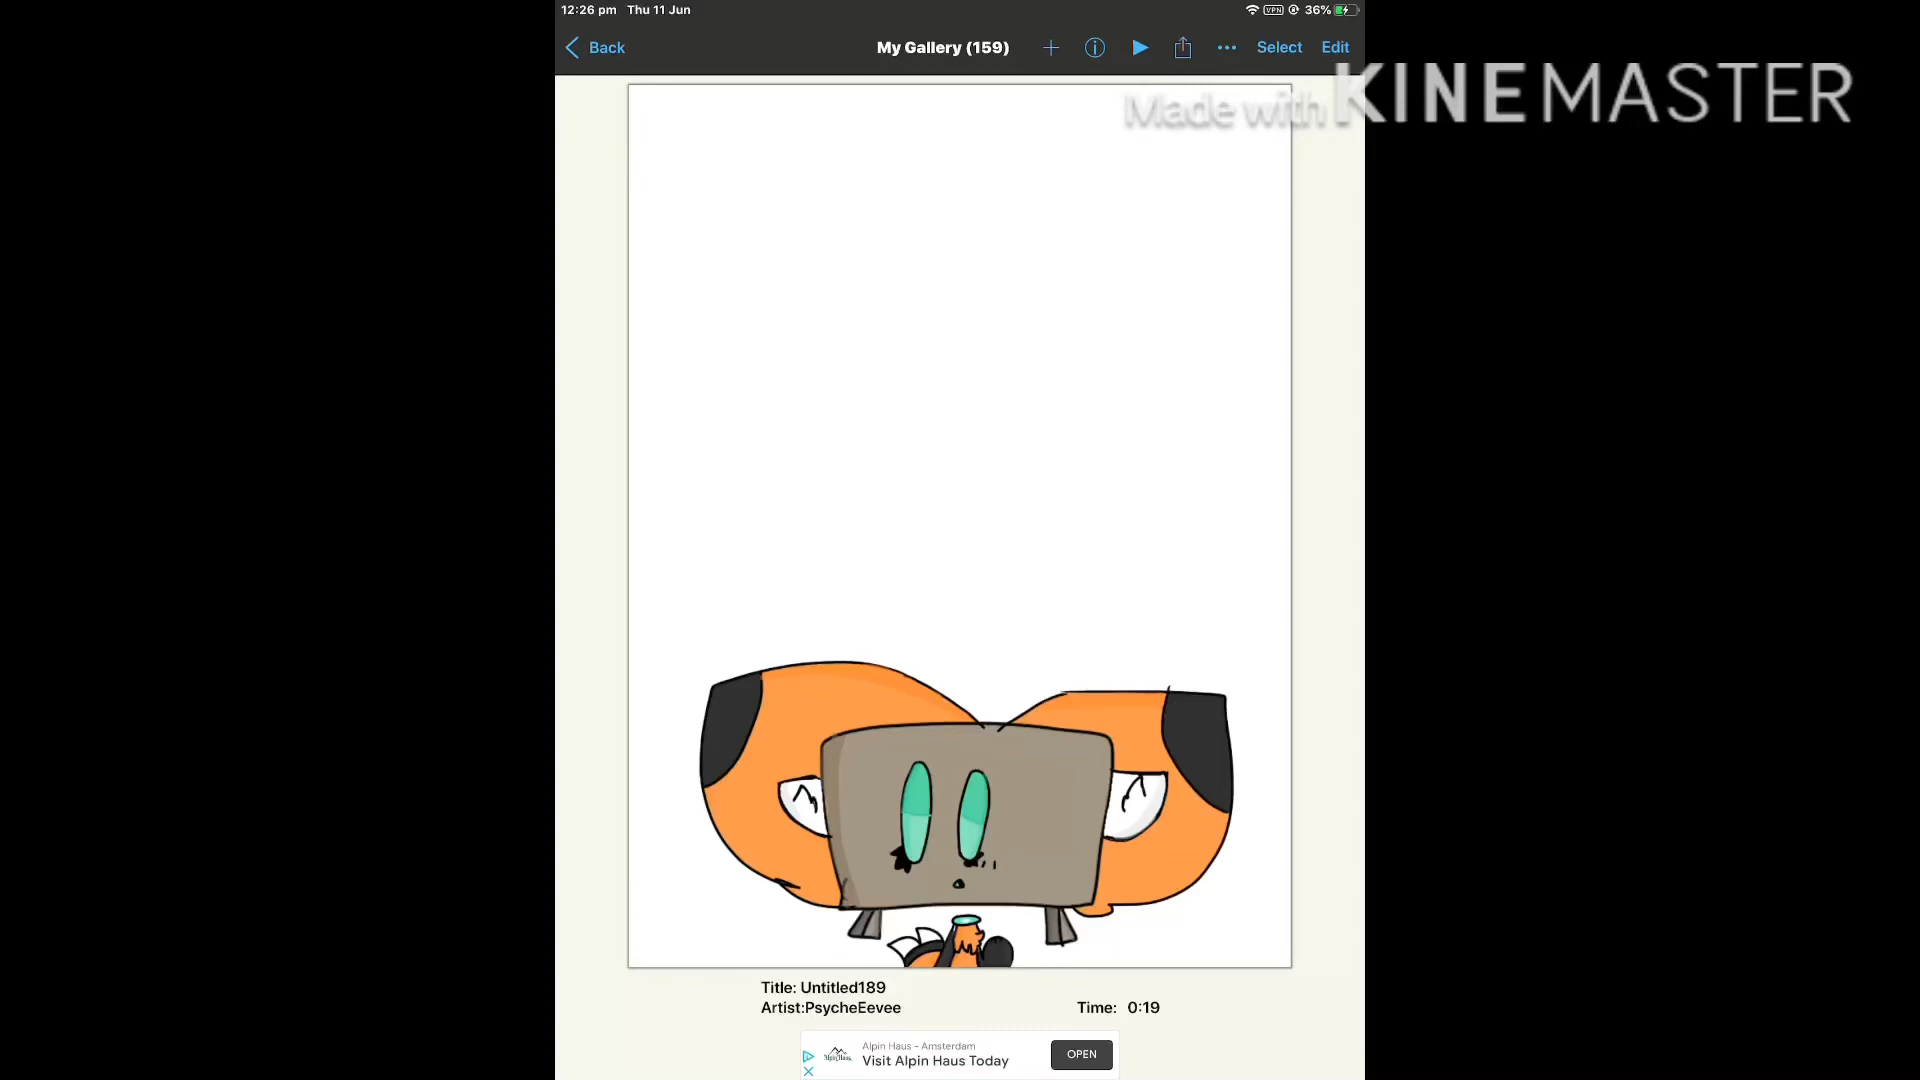 12:26 pm Thu 11 Jun
VPN
36%
Back
My Gallery (159)
Select
Edit
Made with KINEMASTER
Title: Untitled189
Artist:PsycheEevee
Time: 0:19
Alpin Haus - Amsterdam
Visit Alpin Haus Today
OPEN